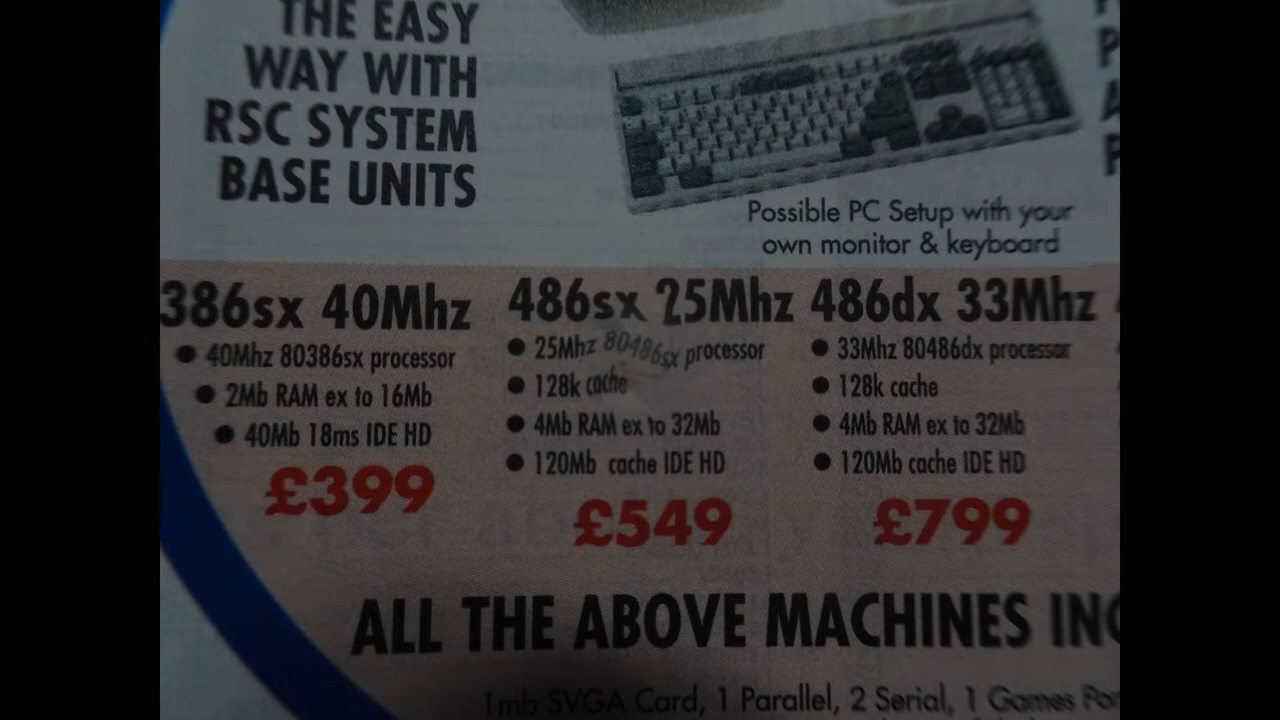 THE EASY
WAY WITH
RSC SYSTEM
BASE UNITS
Possible PC Setup with your
own monitor & keyboard
386sx 40Mhz
● 40Mhz 80386sx processor
● 2Mb RAM ex to 16Mb
● 40Mb 18ms IDE HD
£399
486sx 25Mhz
● 25Mhz 80486sx processor
● 128k cache
● 4Mb RAM ex to 32Mb
● 120Mb cache IDE HD
£549
486dx 33Mhz
● 33Mhz 80486dx processor
● 128k cache
● 4Mb RAM ex to 32Mb
● 120Mb cache IDE HD
£799
ALL THE ABOVE MACHINES
1mb SVGA Card, 1 Parallel, 2 Serial, 1 Games